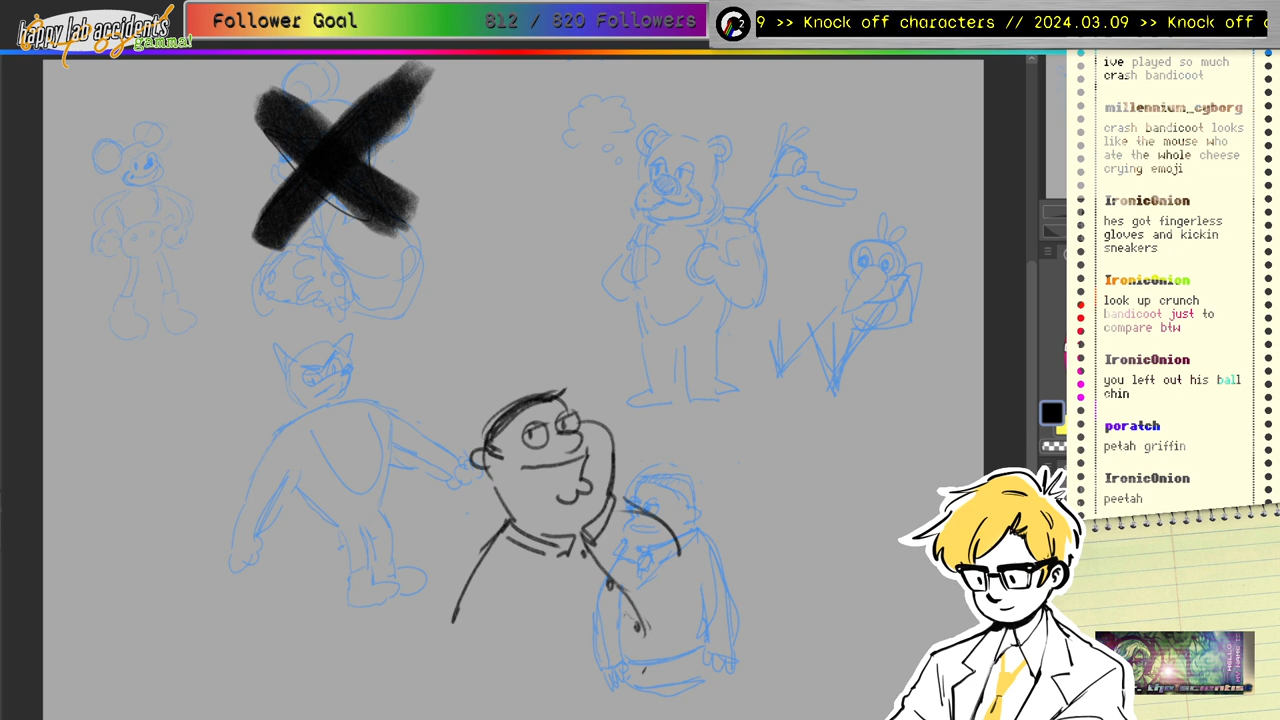 happy lab accidents
gamma!
Follower Goal
812 / 820 Followers
9 >> Knock off characters // 2024.03.09 >> Knock off c
ive played so much
crash bandicoot
millennium_cyborg
crash bandicoot looks
like the mouse who
ate the whole cheese
crying emoji
IronicOnion
hes got fingerless
gloves and kickin
sneakers
IronicOnion
look up crunch
bandicoot just to
compare btw
IronicOnion
you left out his ball
chin
poratch
petah griffin
IronicOnion
peetah
HELLO